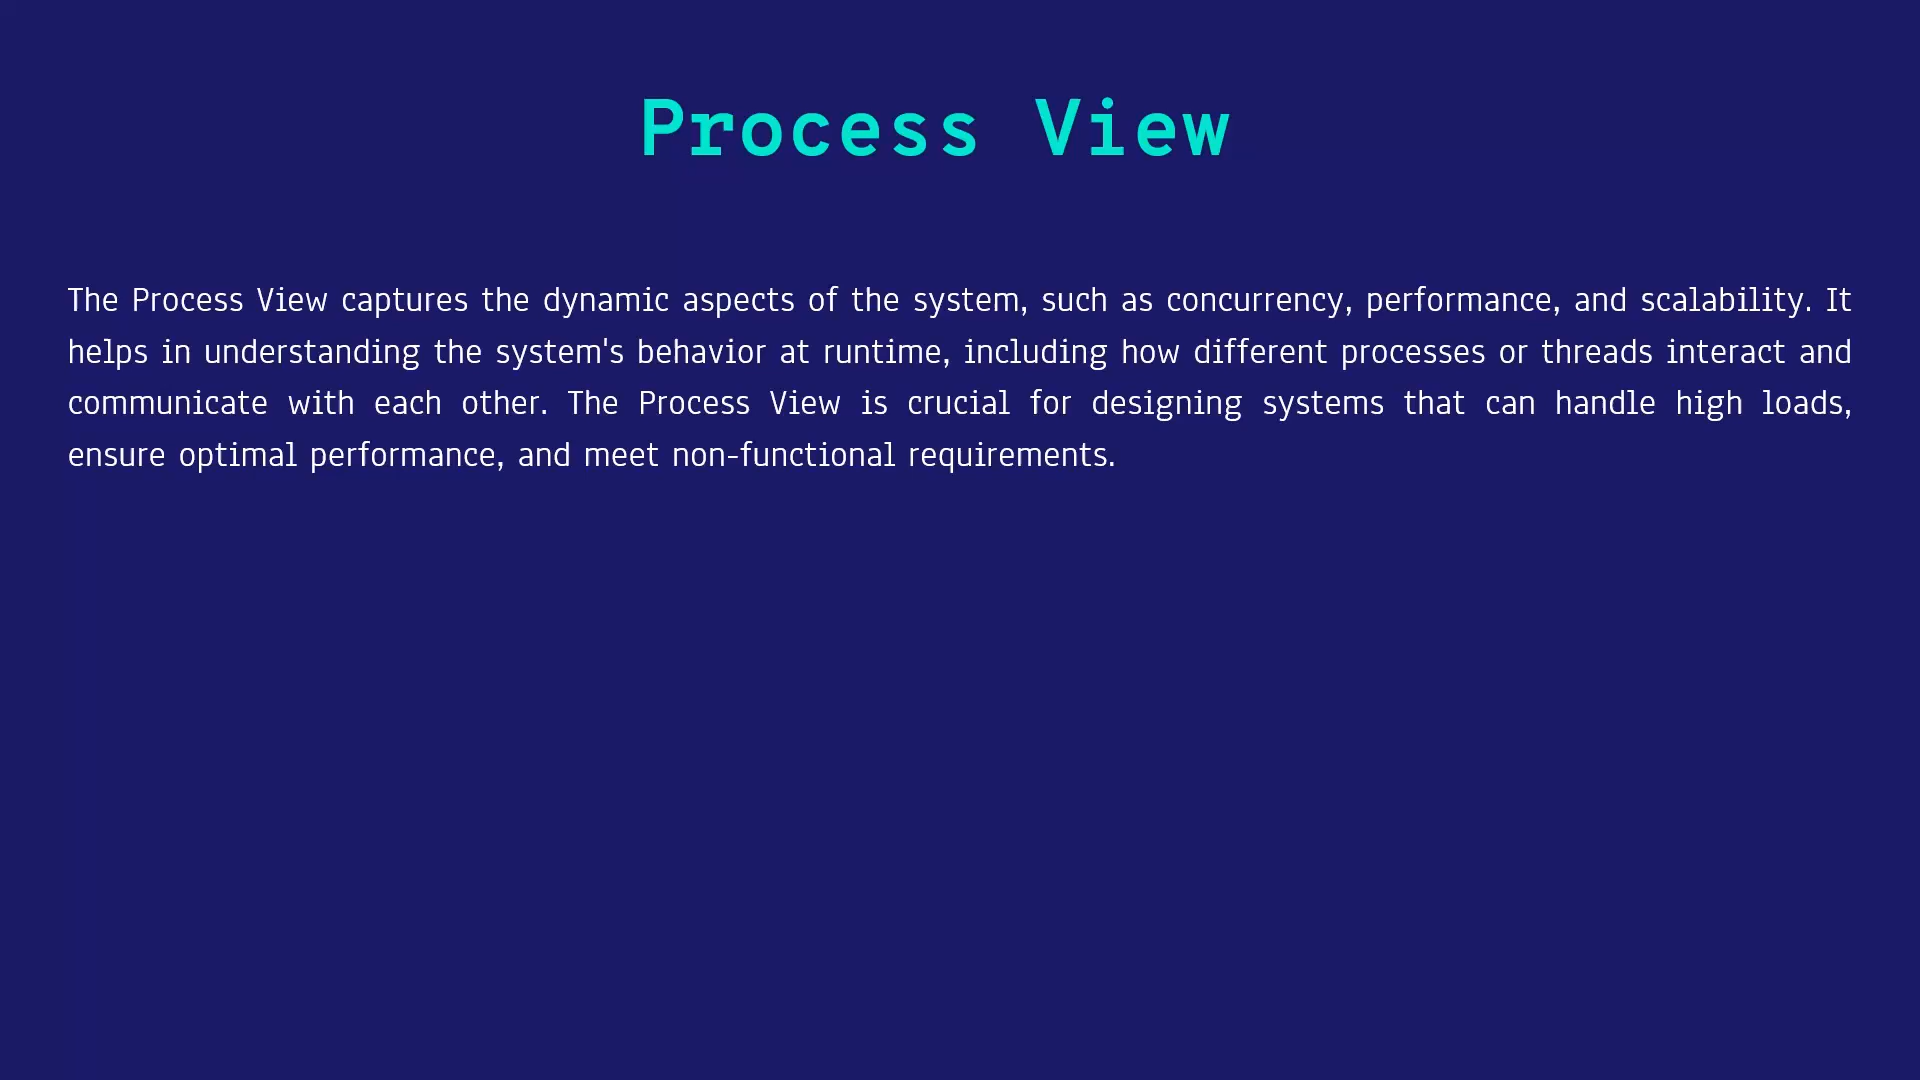 Process View
The Process View captures the dynamic aspects of the system, such as concurrency, performance, and scalability. It
helps in understanding the system's behavior at runtime, including how different processes or threads interact and
communicate with each other. The Process View is crucial for designing systems that can handle high loads,
ensure optimal performance, and meet non-functional requirements.